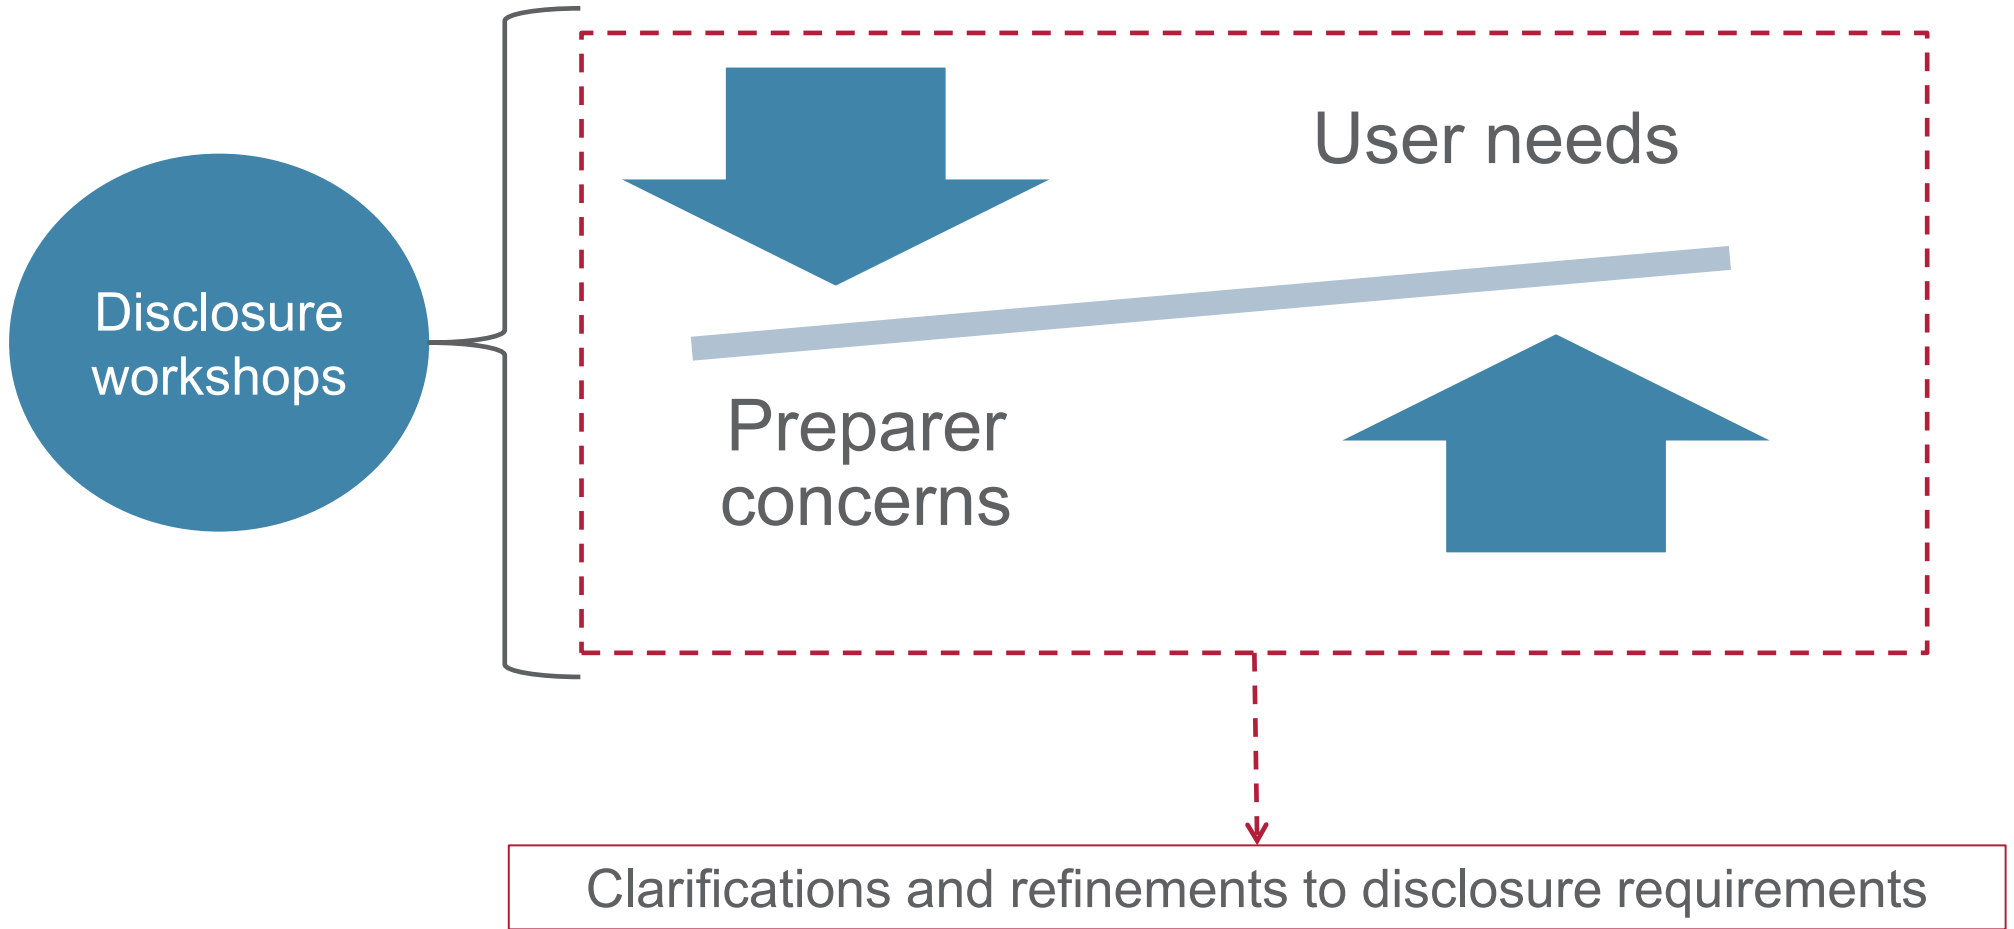 Disclosure
workshops
User needs
Preparer
concerns
Clarifications and refinements to disclosure requirements